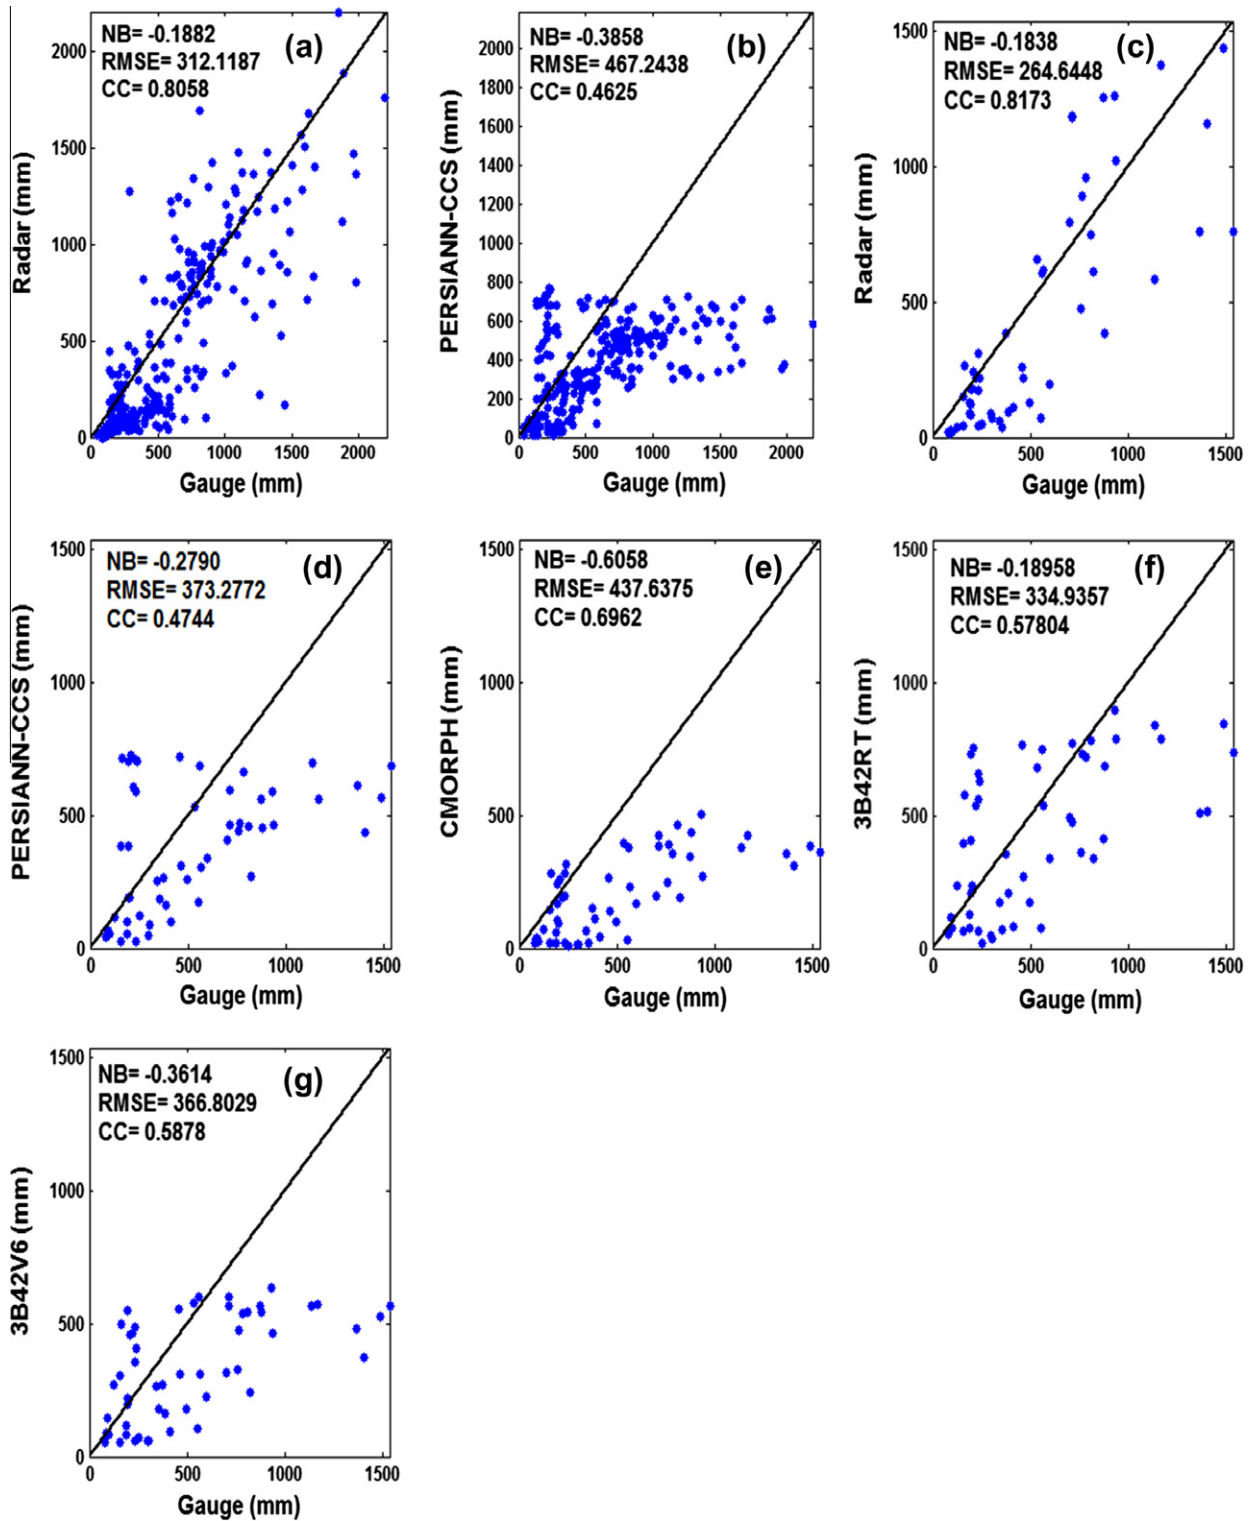 NB= -0.1882
RMSE= 312.1187
CC= 0.8058
(a)
2000
1500
1000
500
0
Radar (mm)
0 500 1000 1500 2000
Gauge (mm)
NB= -0.3858
RMSE= 467.2438
CC= 0.4625
(b)
2000
1800
1600
1400
1200
1000
800
600
400
200
0
PERSIANN-CCS (mm)
0 500 1000 1500 2000
Gauge (mm)
NB= -0.1838
RMSE= 264.6448
CC= 0.8173
(c)
1500
1000
500
0
Radar (mm)
0 500 1000 1500
Gauge (mm)
NB= -0.2790
RMSE= 373.2772
CC= 0.4744
(d)
1500
1000
500
0
PERSIANN-CCS (mm)
0 500 1000 1500
Gauge (mm)
NB= -0.6058
RMSE= 437.6375
CC= 0.6962
(e)
1500
1000
500
0
CMORPH (mm)
0 500 1000 1500
Gauge (mm)
NB= -0.18958
RMSE= 334.9357
CC= 0.57804
(f)
1500
1000
500
0
3B42RT (mm)
0 500 1000 1500
Gauge (mm)
NB= -0.3614
RMSE= 366.8029
CC= 0.5878
(g)
1500
1000
500
0
3B42V6 (mm)
0 500 1000 1500
Gauge (mm)